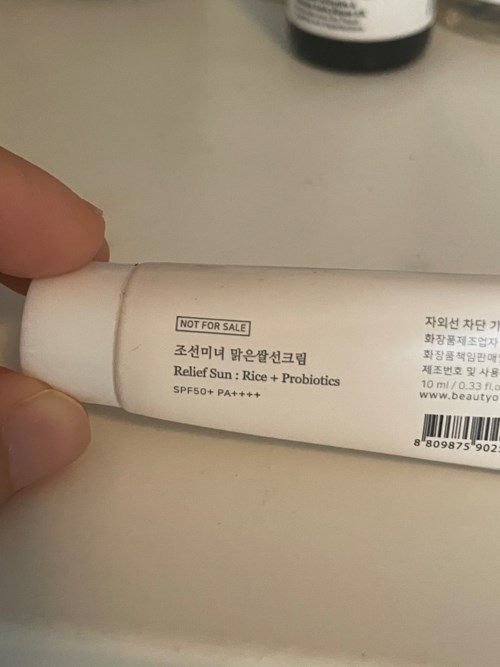 NOT FOR SALE
조선미녀 맑은쌀선크림
Relief Sun : Rice + Probiotics
SPF50+ PA++++
자외선 차단 기
화장품제조업자
화장품책임판매
제조번호 및 사용
10 ml / 0.33 fl.o
www.beautyo
8 809875 902